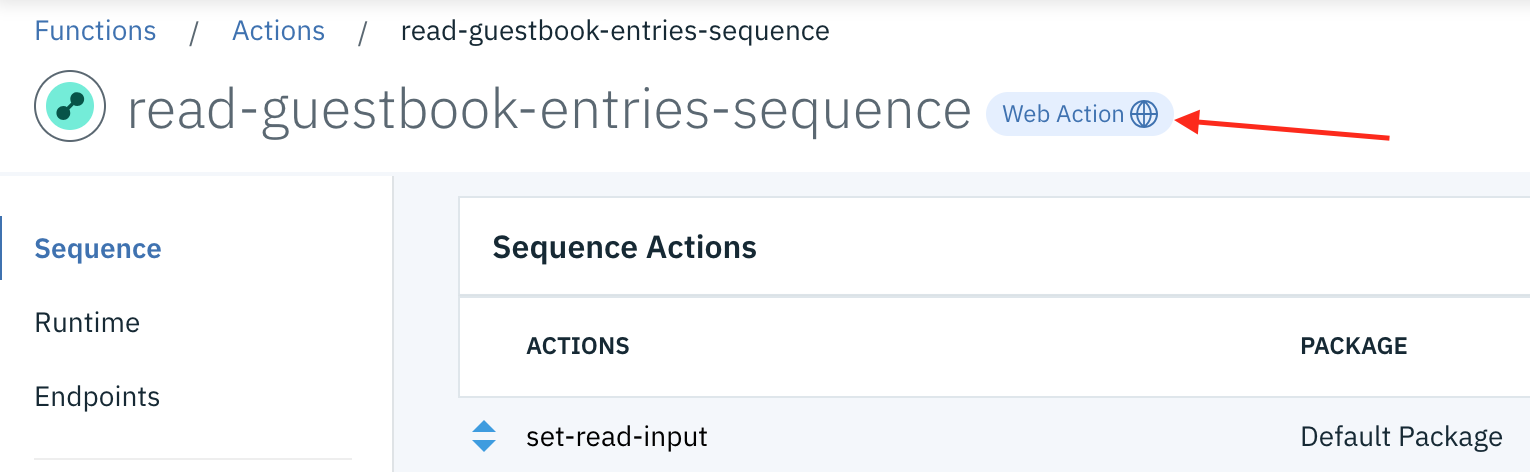 Functions / Actions / read-guestbook-entries-sequence
read-guestbook-entries-sequence Web Action
Sequence
Runtime
Endpoints
Sequence Actions
ACTIONS PACKAGE
set-read-input Default Package